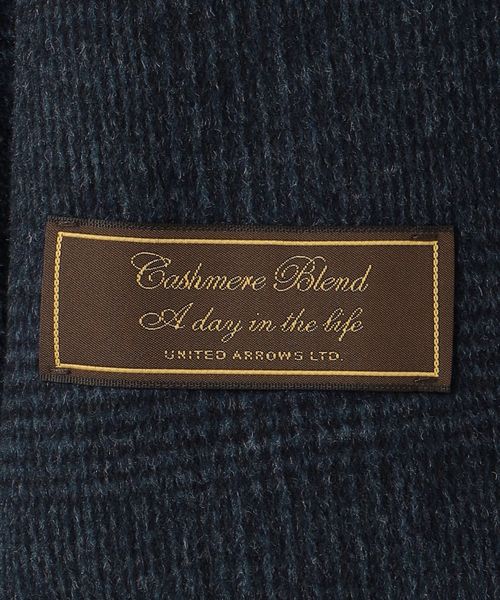 Cashmere Blend
A day in the life
UNITED ARROWS LTD.